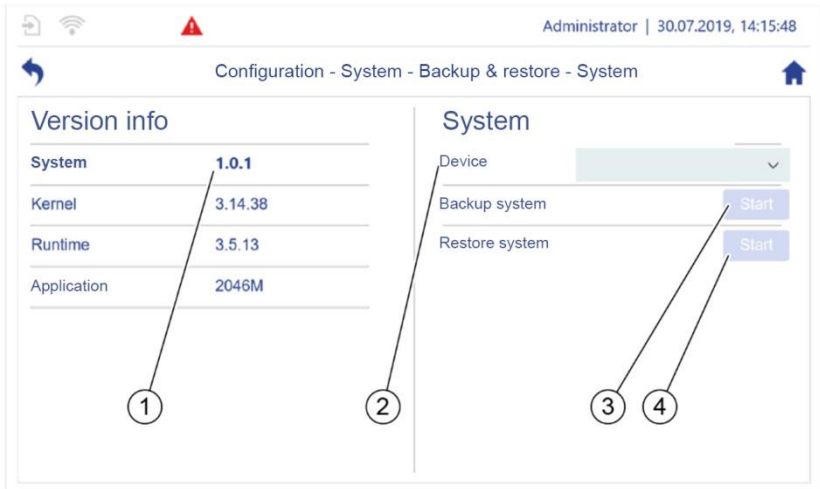 Administrator | 30.07.2019, 14:15:48
Configuration - System - Backup & restore - System
Version info
System 1.0.1
Kernel 3.14.38
Runtime 3.5.13
Application 2046M
System
Device
Backup system Start
Restore system Start
1 2 3 4